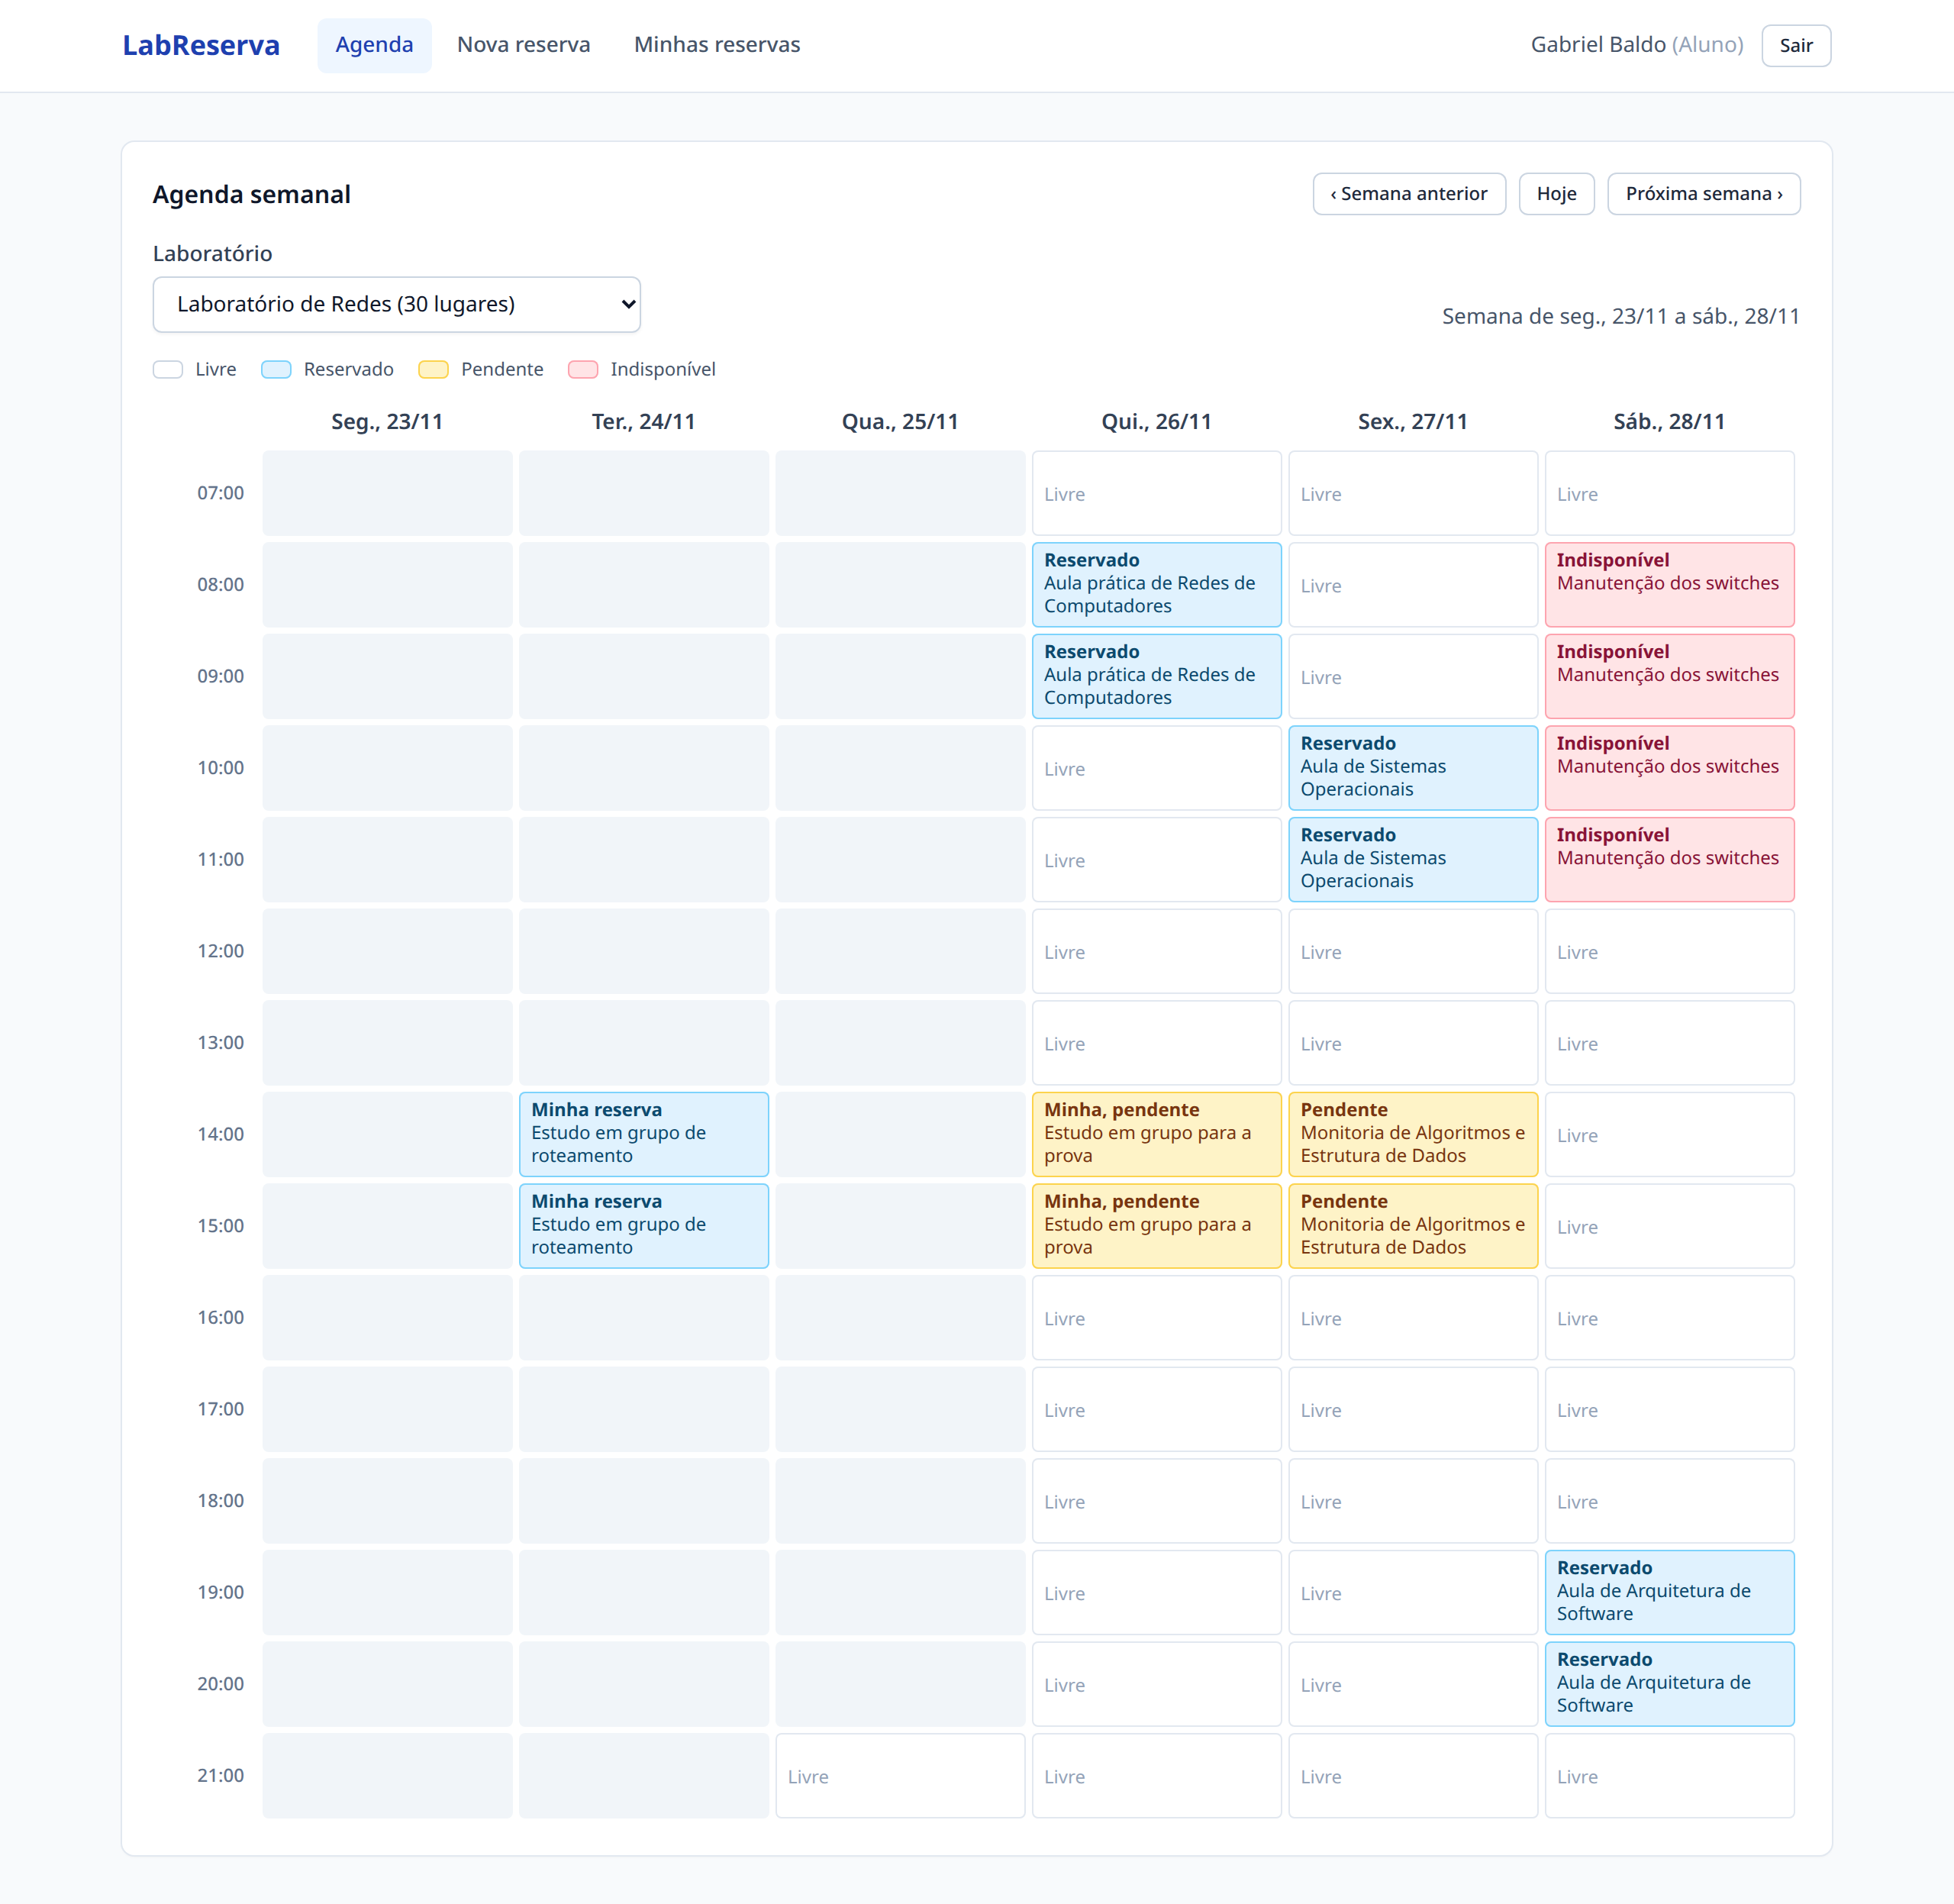 LabReserva Agenda Nova reserva Minhas reservas Gabriel Baldo (Aluno) Sair
Agenda semanal ‹ Semana anterior Hoje Próxima semana ›
Laboratório
Laboratório de Redes (30 lugares)
Semana de seg., 23/11 a sáb., 28/11
Livre Reservado Pendente Indisponível
Seg., 23/11 Ter., 24/11 Qua., 25/11 Qui., 26/11 Sex., 27/11 Sáb., 28/11
07:00 Livre Livre Livre
08:00 Reservado Aula prática de Redes de Computadores Livre Indisponível Manutenção dos switches
09:00 Reservado Aula prática de Redes de Computadores Livre Indisponível Manutenção dos switches
10:00 Livre Reservado Aula de Sistemas Operacionais Indisponível Manutenção dos switches
11:00 Livre Reservado Aula de Sistemas Operacionais Indisponível Manutenção dos switches
12:00 Livre Livre Livre
13:00 Livre Livre Livre
14:00 Minha reserva Estudo em grupo de roteamento Minha, pendente Estudo em grupo para a prova Pendente Monitoria de Algoritmos e Estrutura de Dados Livre
15:00 Minha reserva Estudo em grupo de roteamento Minha, pendente Estudo em grupo para a prova Pendente Monitoria de Algoritmos e Estrutura de Dados Livre
16:00 Livre Livre Livre
17:00 Livre Livre Livre
18:00 Livre Livre Livre
19:00 Livre Livre Reservado Aula de Arquitetura de Software
20:00 Livre Livre Reservado Aula de Arquitetura de Software
21:00 Livre Livre Livre Livre